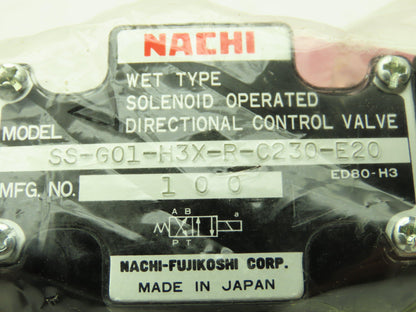 NACHI
WET TYPE
SOLENOID OPERATED
MODEL DIRECTIONAL CONTROL VALVE
SS-G01-H3X-R-C230-E20
MFG. NO. 100 ED80-H3
A B
a
P T
NACHI-FUJIKOSHI CORP.
MADE IN JAPAN